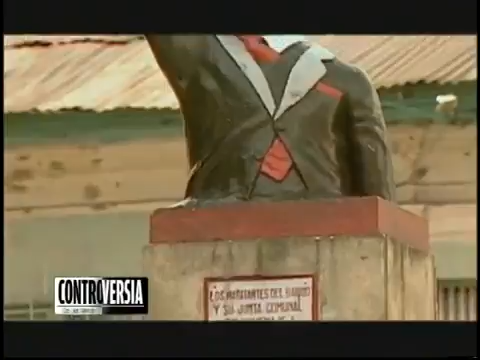 CONTROVERSIA
LOS HABITANTES DEL BARRIO
Y SU JUNTA COMUNAL